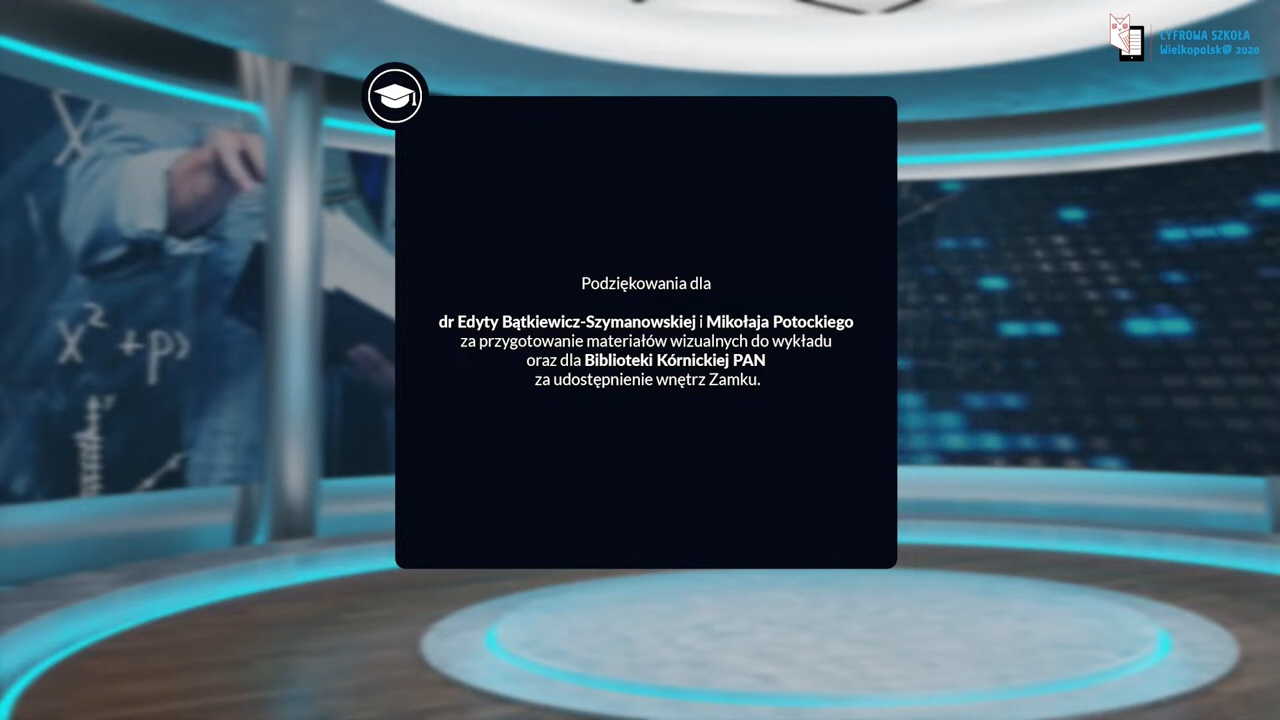 CYFROWA SZKOŁA
Wielkopolsk@ 2020
Podziękowania dla
dr Edyty Bątkiewicz-Szymanowskiej i Mikołaja Potockiego
za przygotowanie materiałów wizualnych do wykładu
oraz dla Biblioteki Kórnickiej PAN
za udostępnienie wnętrz Zamku.
X
x² +p>